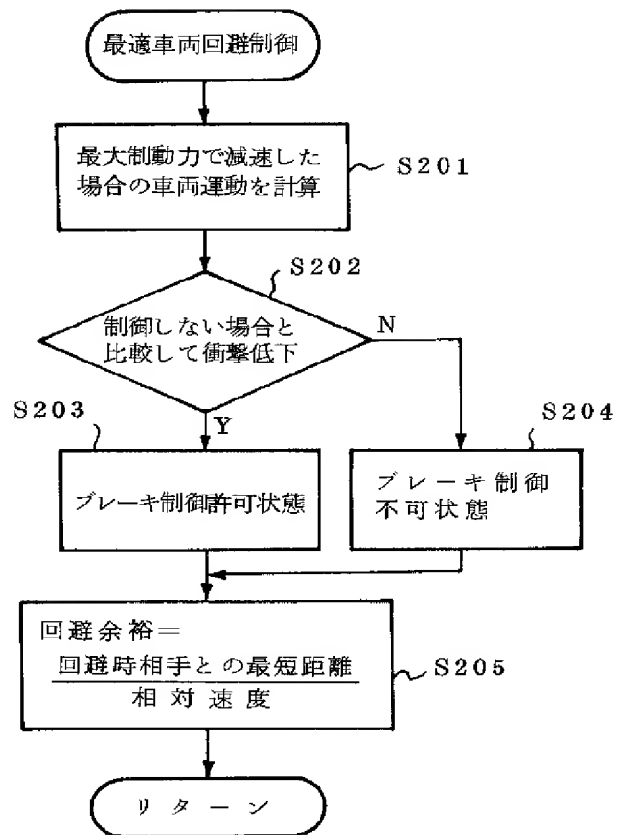 最適車両回避制御
最大制動力で減速した
場合の車両運動を計算
S201
S202
制御しない場合と
比較して衝撃低下
N
Y
S203
ブレーキ制御許可状態
S204
ブレーキ制御
不可状態
回避余裕=
回避時相手との最短距離
相対速度
S205
リターン